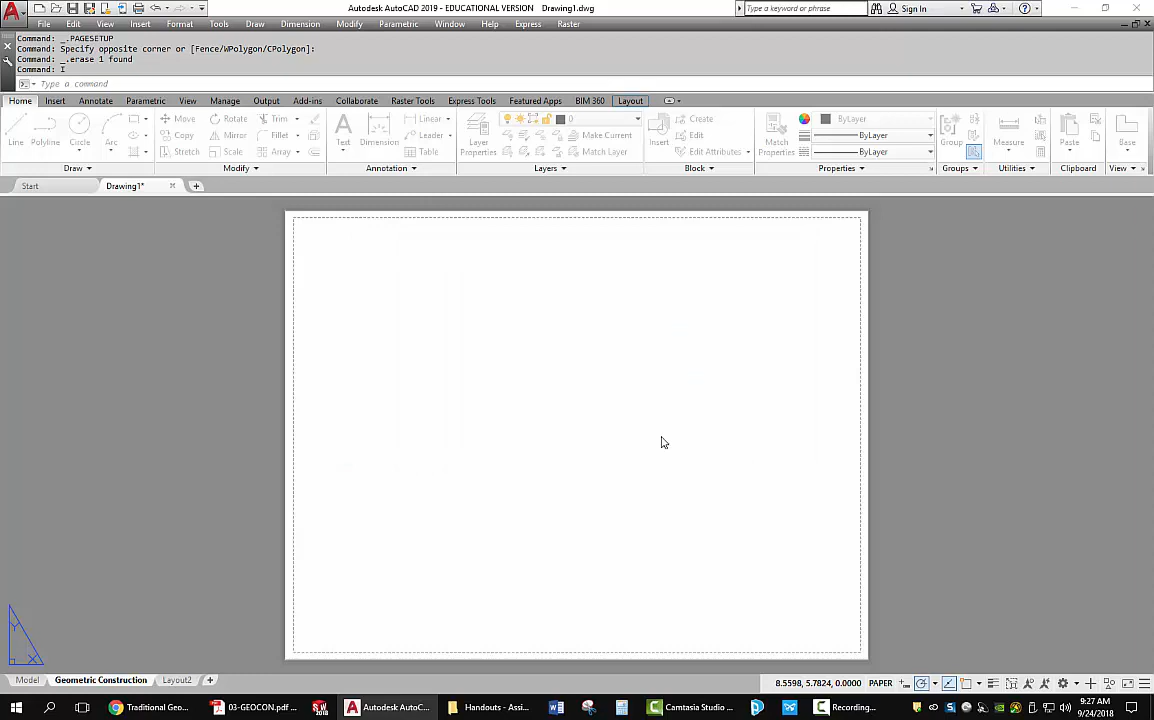 Autodesk AutoCAD 2019 - EDUCATIONAL VERSION Drawing1.dwg
Type a keyword or phrase
Sign In
File Edit View Insert Format Tools Draw Dimension Modify Parametric Window Help Express Raster
Command: _.PAGESETUP
Command: Specify opposite corner or [Fence/WPolygon/CPolygon]:
Command: _.erase 1 found
Command: I
Type a command
Home Insert Annotate Parametric View Manage Output Add-ins Collaborate Raster Tools Express Tools Featured Apps BIM 360 Layout
Move Rotate Trim Linear 0 Create ByLayer
Copy Mirror Fillet Leader Make Current Edit ByLayer
Line Polyline Circle Arc Text Dimension Layer Properties Insert Match Properties Group Measure Paste Base
Stretch Scale Array Table Match Layer Edit Attributes ByLayer
Draw Modify Annotation Layers Block Properties Groups Utilities Clipboard View
Start Drawing1*
Y
X
Model Geometric Construction Layout2
8.5598, 5.7824, 0.0000 PAPER
Traditional Geo... 03-GEOCON.pdf ... Autodesk AutoC... Handouts - Assi... Camtasia Studio ... Recording...
9:27 AM
9/24/2018